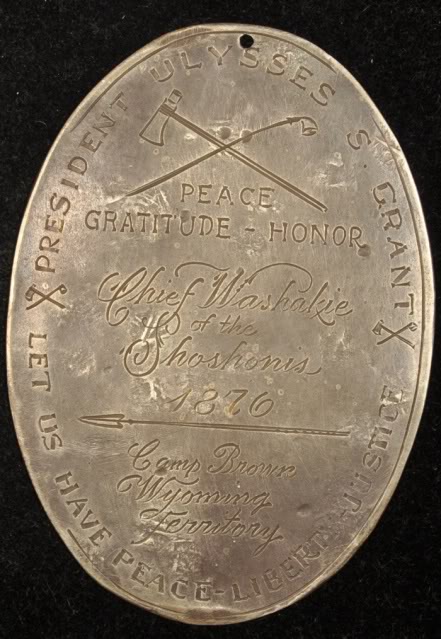 PRESIDENT ULYSSES S. GRANT
PEACE
GRATITUDE - HONOR
Chief Washakie
of the
Shoshonis
1876
Camp Brown
Wyoming
Territory
LET US HAVE PEACE - LIBERTY - JUSTICE